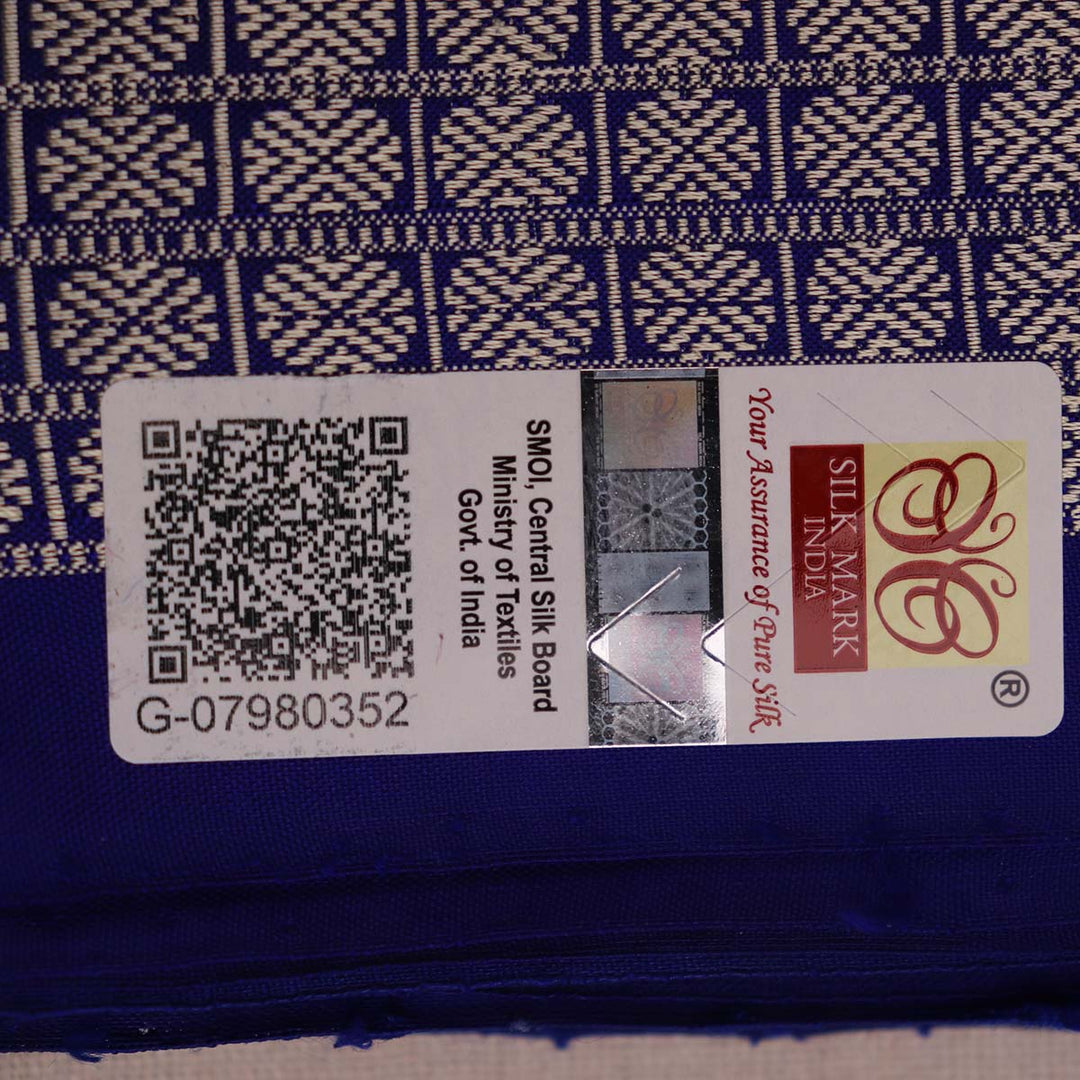 G-07980352
SMOI, Central Silk Board
Ministry of Textiles
Govt. of India
Your Assurance of Pure Silk
SILK MARK
INDIA
®